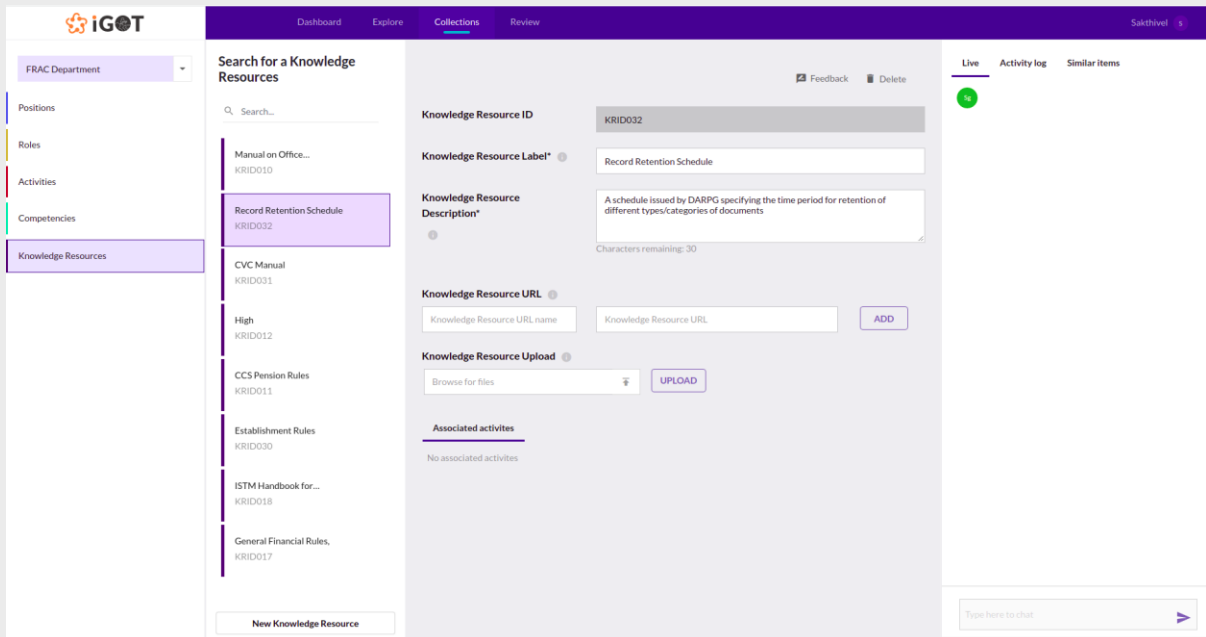 iGOT
Dashboard
Explore
Collections
Review
Sakthivel
s
FRAC Department
Positions
Roles
Activities
Competencies
Knowledge Resources
Search for a Knowledge
Resources
Search...
Manual on Office...
KRID010
Record Retention Schedule
KRID032
CVC Manual
KRID031
High
KRID012
CCS Pension Rules
KRID011
Establishment Rules
KRID030
ISTM Handbook for...
KRID018
General Financial Rules,
KRID017
New Knowledge Resource
Feedback
Delete
Knowledge Resource ID
KRID032
Knowledge Resource Label*
Record Retention Schedule
Knowledge Resource
Description*
A schedule issued by DARPG specifying the time period for retention of
different types/categories of documents
Characters remaining: 30
Knowledge Resource URL
Knowledge Resource URL name
Knowledge Resource URL
ADD
Knowledge Resource Upload
Browse for files
UPLOAD
Associated activites
No associated activites
Live
Activity log
Similar items
Type here to chat